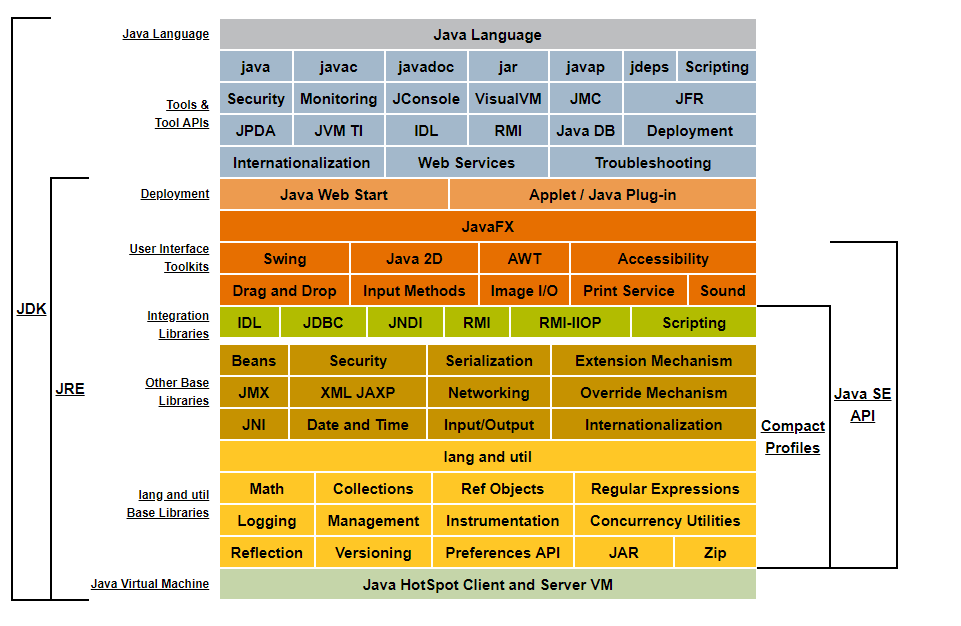 Java Language
Java Language
java javac javadoc jar javap jdeps Scripting
Tools &
Tool APIs
Security Monitoring JConsole VisualVM JMC JFR
JPDA JVM TI IDL RMI Java DB Deployment
Internationalization Web Services Troubleshooting
Deployment
Java Web Start Applet / Java Plug-in
JavaFX
User Interface
Toolkits
Swing Java 2D AWT Accessibility
Drag and Drop Input Methods Image I/O Print Service Sound
Integration
Libraries
IDL JDBC JNDI RMI RMI-IIOP Scripting
JDK
JRE
Other Base
Libraries
Beans Security Serialization Extension Mechanism
JMX XML JAXP Networking Override Mechanism
JNI Date and Time Input/Output Internationalization
Java SE
API
Compact
Profiles
lang and util
lang and util
Base Libraries
Math Collections Ref Objects Regular Expressions
Logging Management Instrumentation Concurrency Utilities
Reflection Versioning Preferences API JAR Zip
Java Virtual Machine
Java HotSpot Client and Server VM